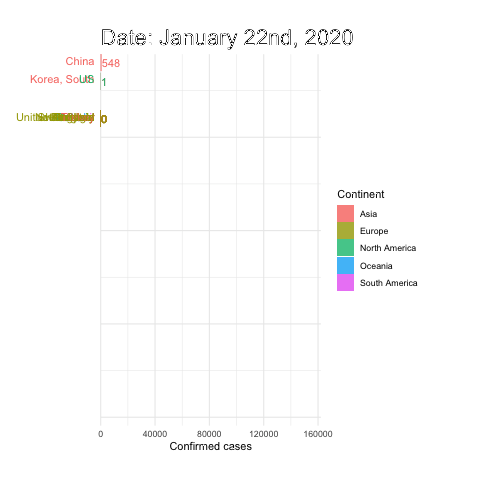 Date: January 22nd, 2020
China 548
Korea, South US 1
0
Continent
Asia
Europe
North America
Oceania
South America
0 40000 80000 120000 160000
Confirmed cases